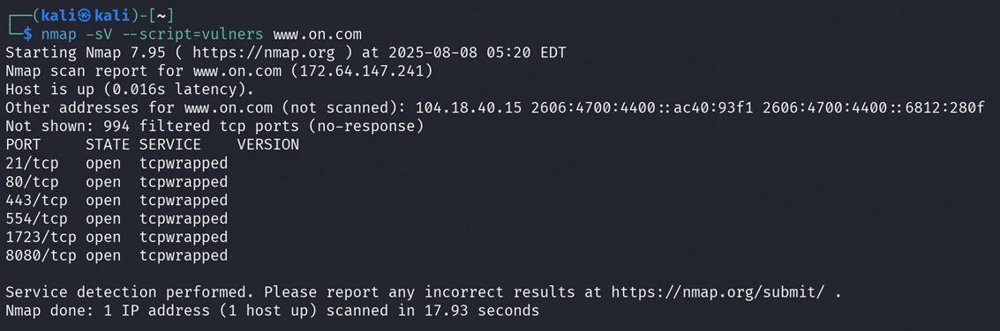 ┌──(kali㉿kali)-[~]
└─$ nmap -sV --script=vulners www.on.com
Starting Nmap 7.95 ( https://nmap.org ) at 2025-08-08 05:20 EDT
Nmap scan report for www.on.com (172.64.147.241)
Host is up (0.016s latency).
Other addresses for www.on.com (not scanned): 104.18.40.15 2606:4700:4400::ac40:93f1 2606:4700:4400::6812:280f
Not shown: 994 filtered tcp ports (no-response)
PORT     STATE SERVICE    VERSION
21/tcp   open  tcpwrapped
80/tcp   open  tcpwrapped
443/tcp  open  tcpwrapped
554/tcp  open  tcpwrapped
1723/tcp open  tcpwrapped
8080/tcp open  tcpwrapped
Service detection performed. Please report any incorrect results at https://nmap.org/submit/ .
Nmap done: 1 IP address (1 host up) scanned in 17.93 seconds